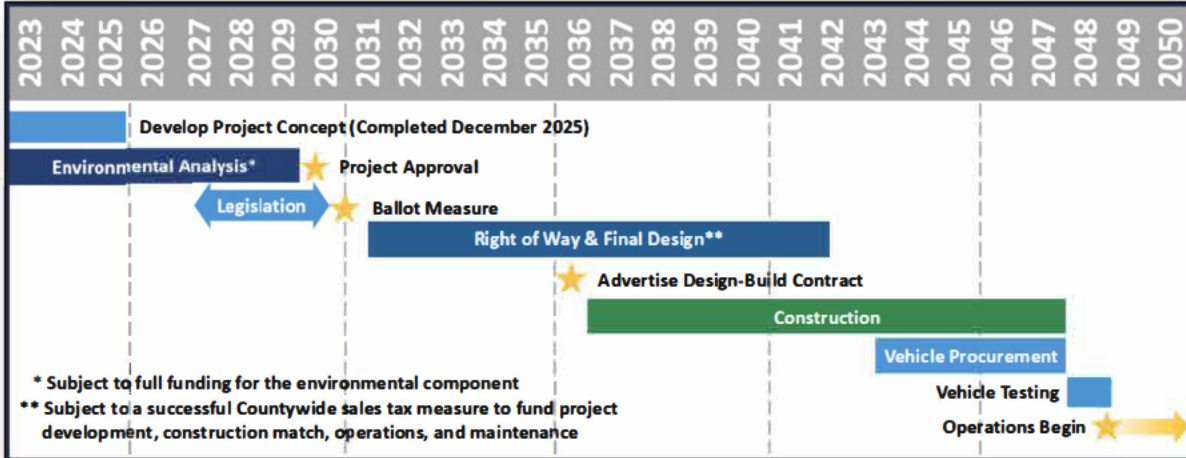 2023 2024 2025 2026 2027 2028 2029 2030 2031 2032 2033 2034 2035 2036 2037 2038 2039 2040 2041 2042 2043 2044 2045 2046 2047 2048 2049 2050
Develop Project Concept (Completed December 2025)
Environmental Analysis*
Project Approval
Legislation
Ballot Measure
Right of Way & Final Design**
Advertise Design-Build Contract
Construction
Vehicle Procurement
* Subject to full funding for the environmental component
Vehicle Testing
** Subject to a successful Countywide sales tax measure to fund project
development, construction match, operations, and maintenance
Operations Begin